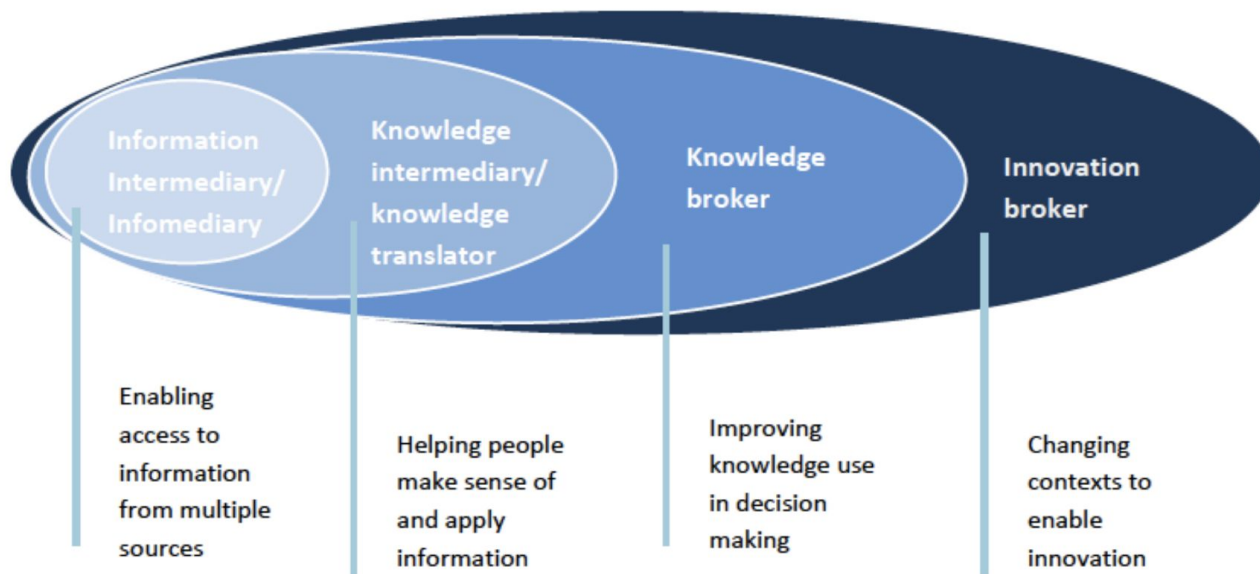 Information
Intermediary/
Infomediary
Knowledge
intermediary/
knowledge
translator
Knowledge
broker
Innovation
broker
Enabling
access to
information
from multiple
sources
Helping people
make sense of
and apply
information
Improving
knowledge use
in decision
making
Changing
contexts to
enable
innovation